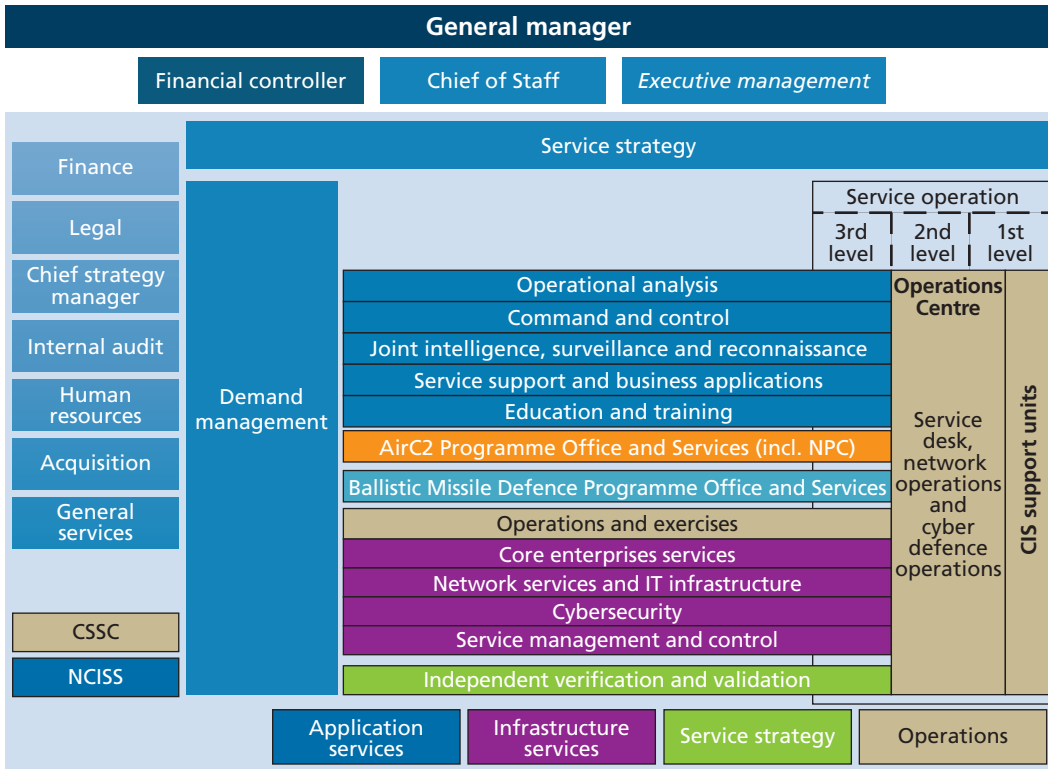 General manager
Financial controller
Chief of Staff
Executive management
Service strategy
Finance
Legal
Chief strategy
manager
Internal audit
Human
resources
Acquisition
General
services
CSSC
NCISS
Demand
management
Service operation
3rd
level
2nd
level
1st
level
Operational analysis
Command and control
Joint intelligence, surveillance and reconnaissance
Service support and business applications
Education and training
AirC2 Programme Office and Services (incl. NPC)
Ballistic Missile Defence Programme Office and Services
Operations and exercises
Core enterprises services
Network services and IT infrastructure
Cybersecurity
Service management and control
Independent verification and validation
Operations
Centre
Service
desk,
network
operations
and
cyber
defence
operations
CIS support units
Application
services
Infrastructure
services
Service strategy
Operations